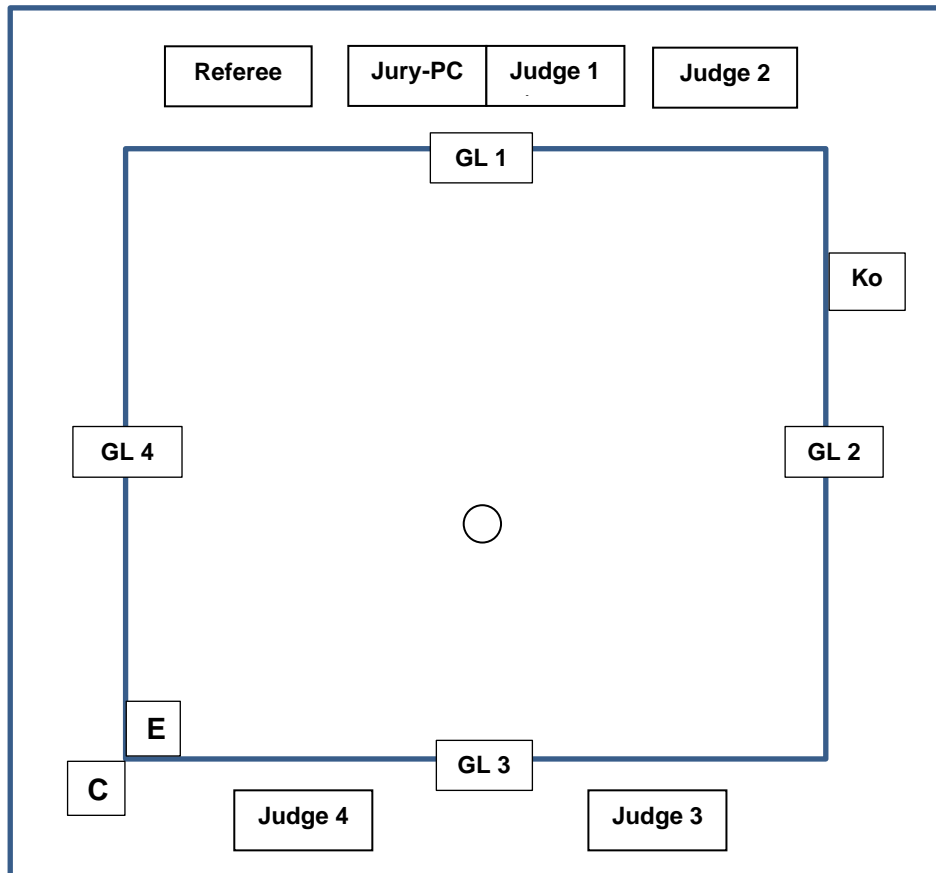 Referee
Jury-PC
Judge 1
Judge 2
GL 1
Ko
GL 4
GL 2
E
GL 3
C
Judge 4
Judge 3